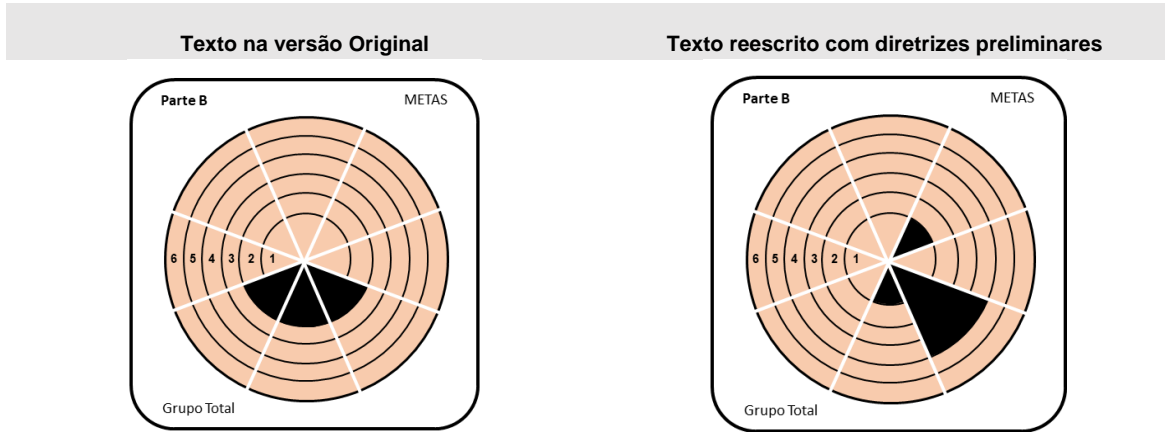 Texto na versão Original
Texto reescrito com diretrizes preliminares
Parte B
METAS
6 5 4 3 2 1
Grupo Total
Parte B
METAS
6 5 4 3 2 1
Grupo Total